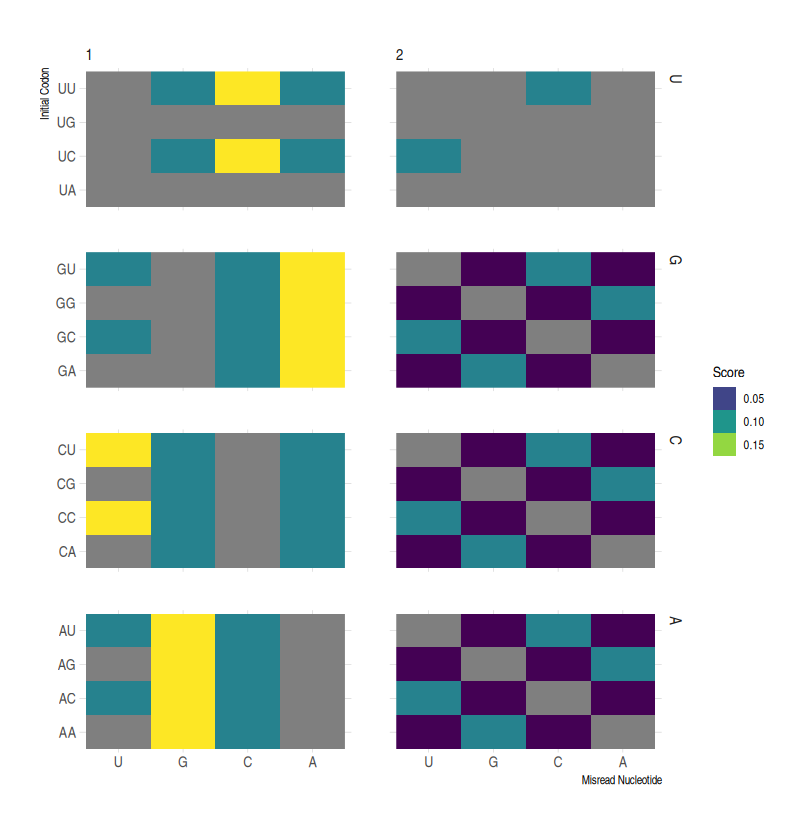 1 2
Initial Codon
UU
UG
UC
UA
U
GU
GG
GC
GA
G
CU
CG
CC
CA
C
AU
AG
AC
AA
A
U G C A U G C A
Misread Nucleotide
Score
0.05
0.10
0.15